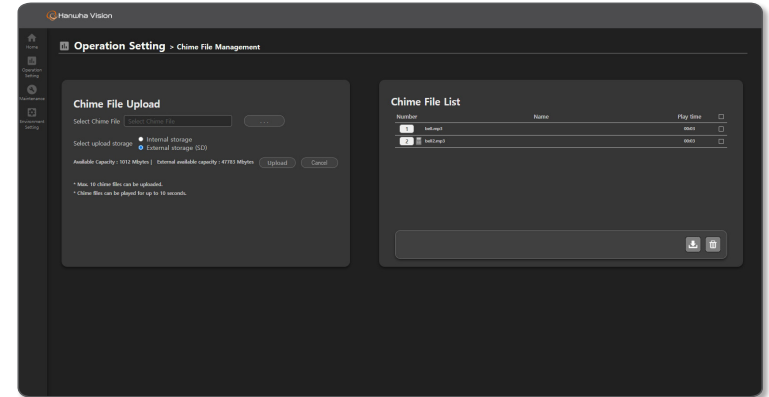 Hanwha Vision
Home
Operation Setting
Maintenance
Environment Setting
Operation Setting > Chime File Management
Chime File Upload
Select Chime File Select Chime File ...
Select upload storage
Internal storage
External storage (SD)
Available Capacity : 1012 Mbytes | External available capacity : 47703 Mbytes Upload Cancel
* Max. 10 chime files can be uploaded.
* Chime files can be played for up to 10 seconds.
Chime File List
Number Name Play time
1 bell.mp3 00:03
2 bell2.mp3 00:03